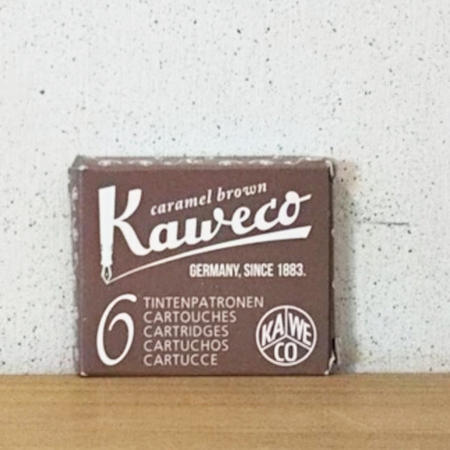 caramel brown
Kaweco
GERMANY, SINCE 1883.
6
TINTENPATRONEN
CARTOUCHES
CARTRIDGES
CARTUCHOS
CARTUCCE
KA WE
CO